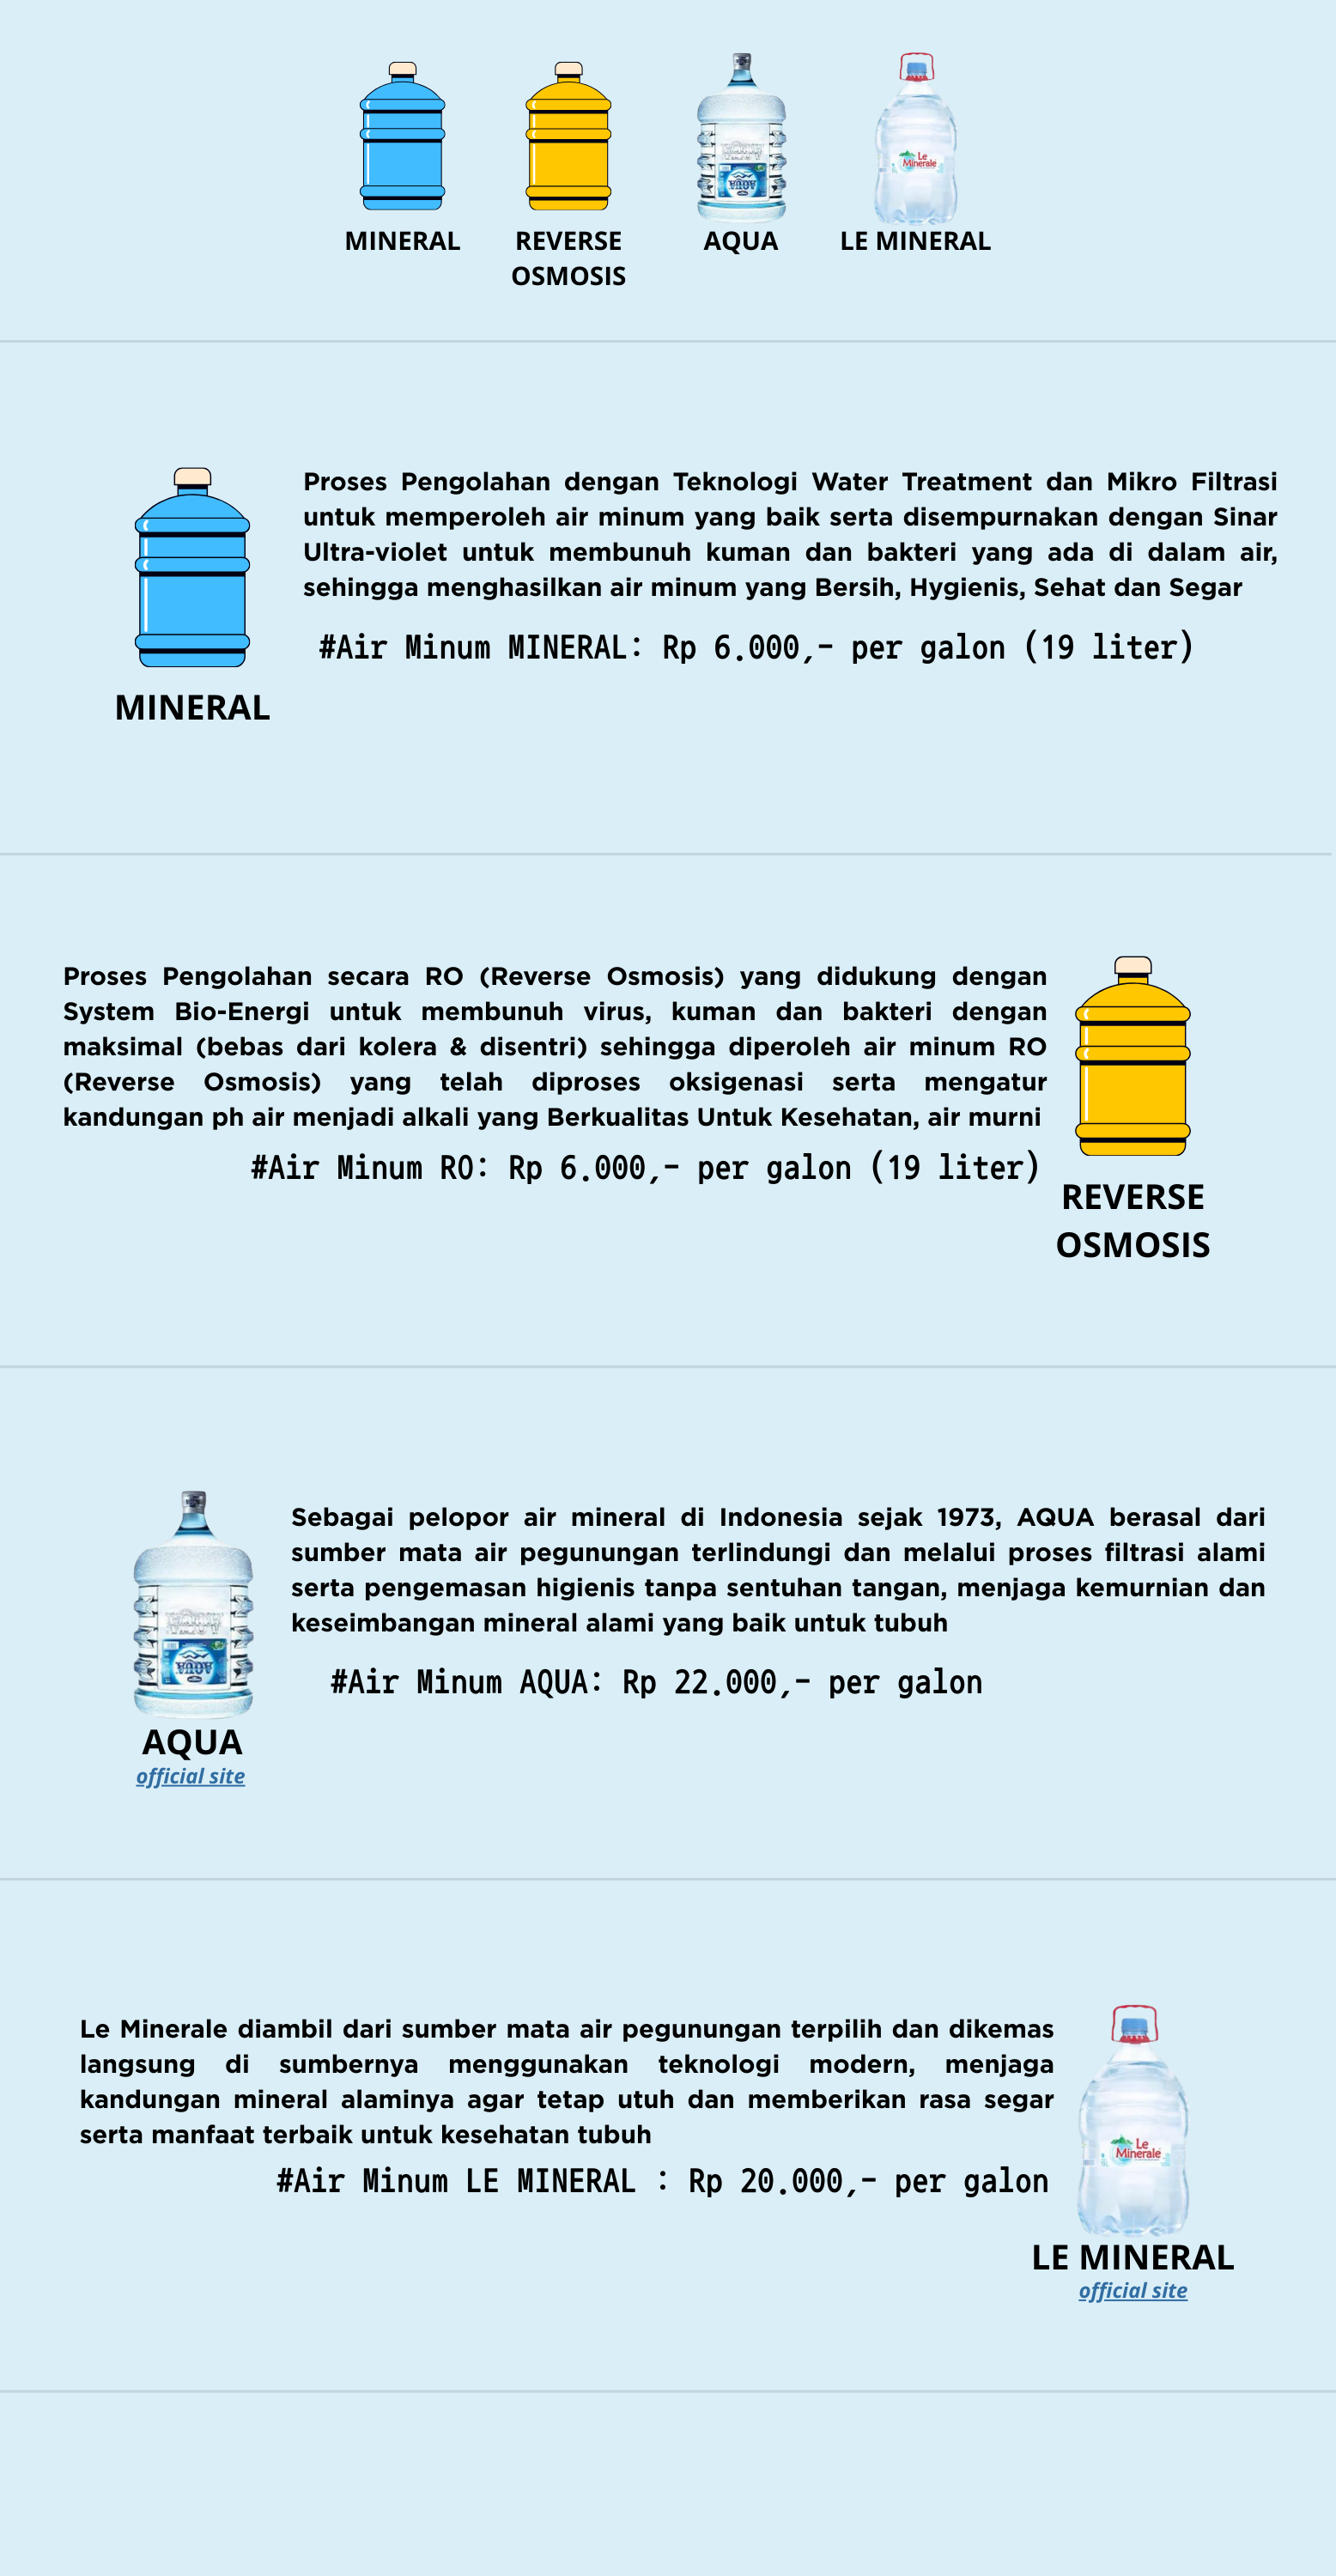 MINERAL
REVERSE
OSMOSIS
AQUA
LE MINERAL
Le
Minerale
AQUA
Proses Pengolahan dengan Teknologi Water Treatment dan Mikro Filtrasi
untuk memperoleh air minum yang baik serta disempurnakan dengan Sinar
Ultra-violet untuk membunuh kuman dan bakteri yang ada di dalam air,
sehingga menghasilkan air minum yang Bersih, Hygienis, Sehat dan Segar
#Air Minum MINERAL: Rp 6.000,- per galon (19 liter)
MINERAL
Proses Pengolahan secara RO (Reverse Osmosis) yang didukung dengan
System Bio-Energi untuk membunuh virus, kuman dan bakteri dengan
maksimal (bebas dari kolera & disentri) sehingga diperoleh air minum RO
(Reverse Osmosis) yang telah diproses oksigenasi serta mengatur
kandungan ph air menjadi alkali yang Berkualitas Untuk Kesehatan, air murni
#Air Minum RO: Rp 6.000,- per galon (19 liter)
REVERSE
OSMOSIS
Sebagai pelopor air mineral di Indonesia sejak 1973, AQUA berasal dari
sumber mata air pegunungan terlindungi dan melalui proses filtrasi alami
serta pengemasan higienis tanpa sentuhan tangan, menjaga kemurnian dan
keseimbangan mineral alami yang baik untuk tubuh
#Air Minum AQUA: Rp 22.000,- per galon
AQUA
AQUA
official site
Le Minerale diambil dari sumber mata air pegunungan terpilih dan dikemas
langsung di sumbernya menggunakan teknologi modern, menjaga
kandungan mineral alaminya agar tetap utuh dan memberikan rasa segar
serta manfaat terbaik untuk kesehatan tubuh
#Air Minum LE MINERAL : Rp 20.000,- per galon
Le
Minerale
LE MINERAL
official site